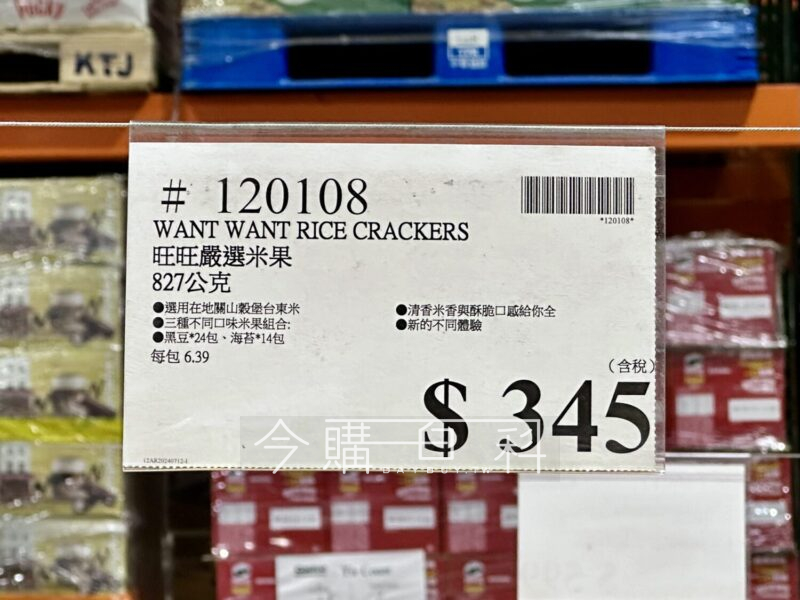 KTJ
# 120108
*120108*
WANT WANT RICE CRACKERS
旺旺嚴選米果
827公克
●選用在地關山穀堡台東米
●三種不同口味米果組合:
●黑豆*24包、海苔*14包
每包 6.39
●清香米香與酥脆口感給你全
●新的不同體驗
(含稅)
$ 345
今購百科
12AR20240712-1